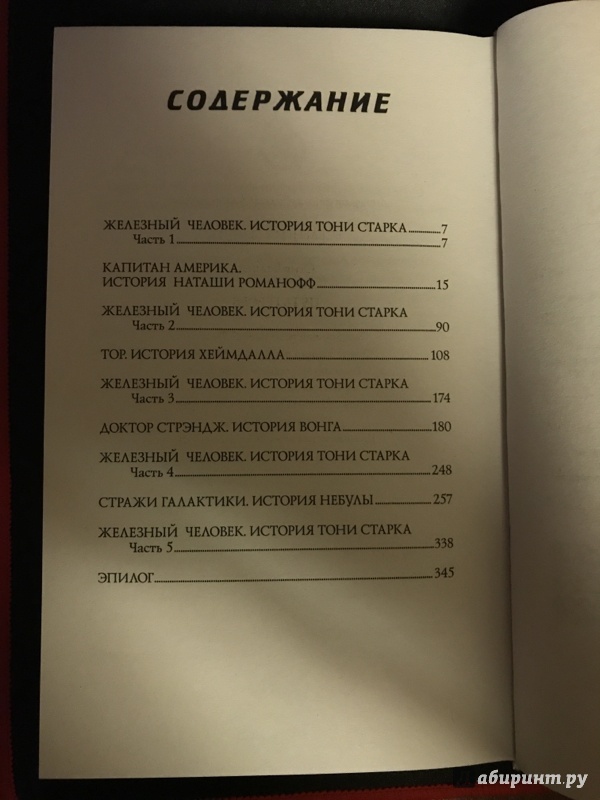 СОДЕРЖАНИЕ
ЖЕЛЕЗНЫЙ ЧЕЛОВЕК. ИСТОРИЯ ТОНИ СТАРКА 7
Часть 1 7
КАПИТАН АМЕРИКА.
ИСТОРИЯ НАТАШИ РОМАНОФФ 15
ЖЕЛЕЗНЫЙ ЧЕЛОВЕК. ИСТОРИЯ ТОНИ СТАРКА
Часть 2 90
ТОР. ИСТОРИЯ ХЕЙМДАЛЛА 108
ЖЕЛЕЗНЫЙ ЧЕЛОВЕК. ИСТОРИЯ ТОНИ СТАРКА
Часть 3 174
ДОКТОР СТРЭНДЖ. ИСТОРИЯ ВОНГА 180
ЖЕЛЕЗНЫЙ ЧЕЛОВЕК. ИСТОРИЯ ТОНИ СТАРКА
Часть 4 248
СТРАЖИ ГАЛАКТИКИ. ИСТОРИЯ НЕБУЛЫ 257
ЖЕЛЕЗНЫЙ ЧЕЛОВЕК. ИСТОРИЯ ТОНИ СТАРКА
Часть 5 338
ЭПИЛОГ 345
абиринт.ру